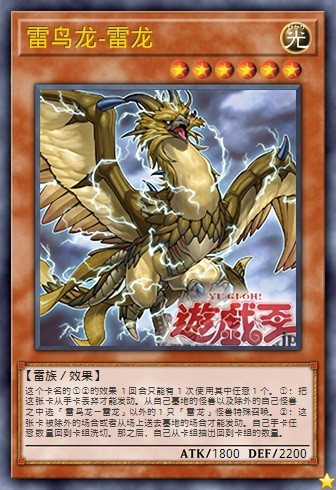 雷鸟龙-雷龙
光
YU-GI-OH!
遊戯王
【雷族/效果】
这个卡名的①②的效果1回合只能有1次使用其中任意1个。①：把
这张卡从手卡丢弃才能发动。从自己墓地的怪兽以及除外的自己怪兽
之中选「雷鸟龙一雷龙」以外的1只「雷龙」怪兽特殊召唤。②：这
张卡被除外的场合或者从场上送去墓地的场合才能发动。自己手卡任
意数量回到卡组洗切。那之后，自己从卡组抽出回到卡组的数量。
ATK/1800 DEF/2200